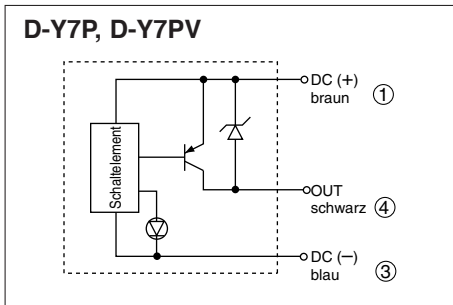 D-Y7P, D-Y7PV
DC (+)
braun ①
Schaltelement
OUT
schwarz ④
DC (−)
blau ③